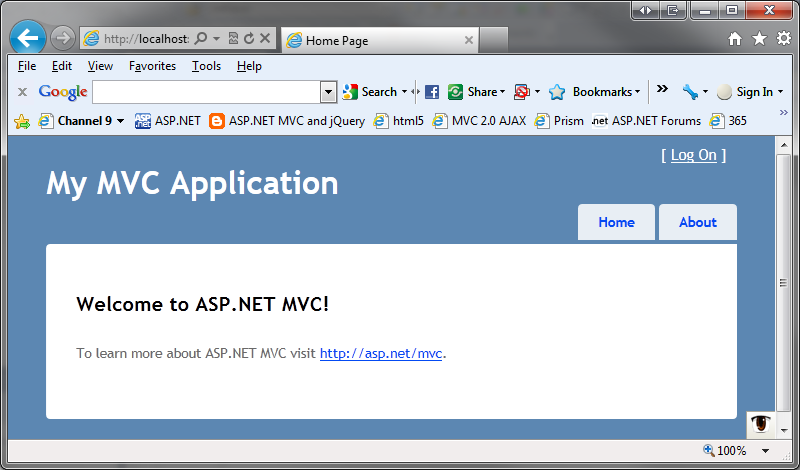 http://localhost:
Home Page
File Edit View Favorites Tools Help
Google Search Share Bookmarks Sign In
Channel 9 ASP.NET ASP.NET MVC and jQuery html5 MVC 2.0 AJAX Prism .net ASP.NET Forums 365
[ Log On ]
My MVC Application
Home About
Welcome to ASP.NET MVC!
To learn more about ASP.NET MVC visit http://asp.net/mvc.
100%